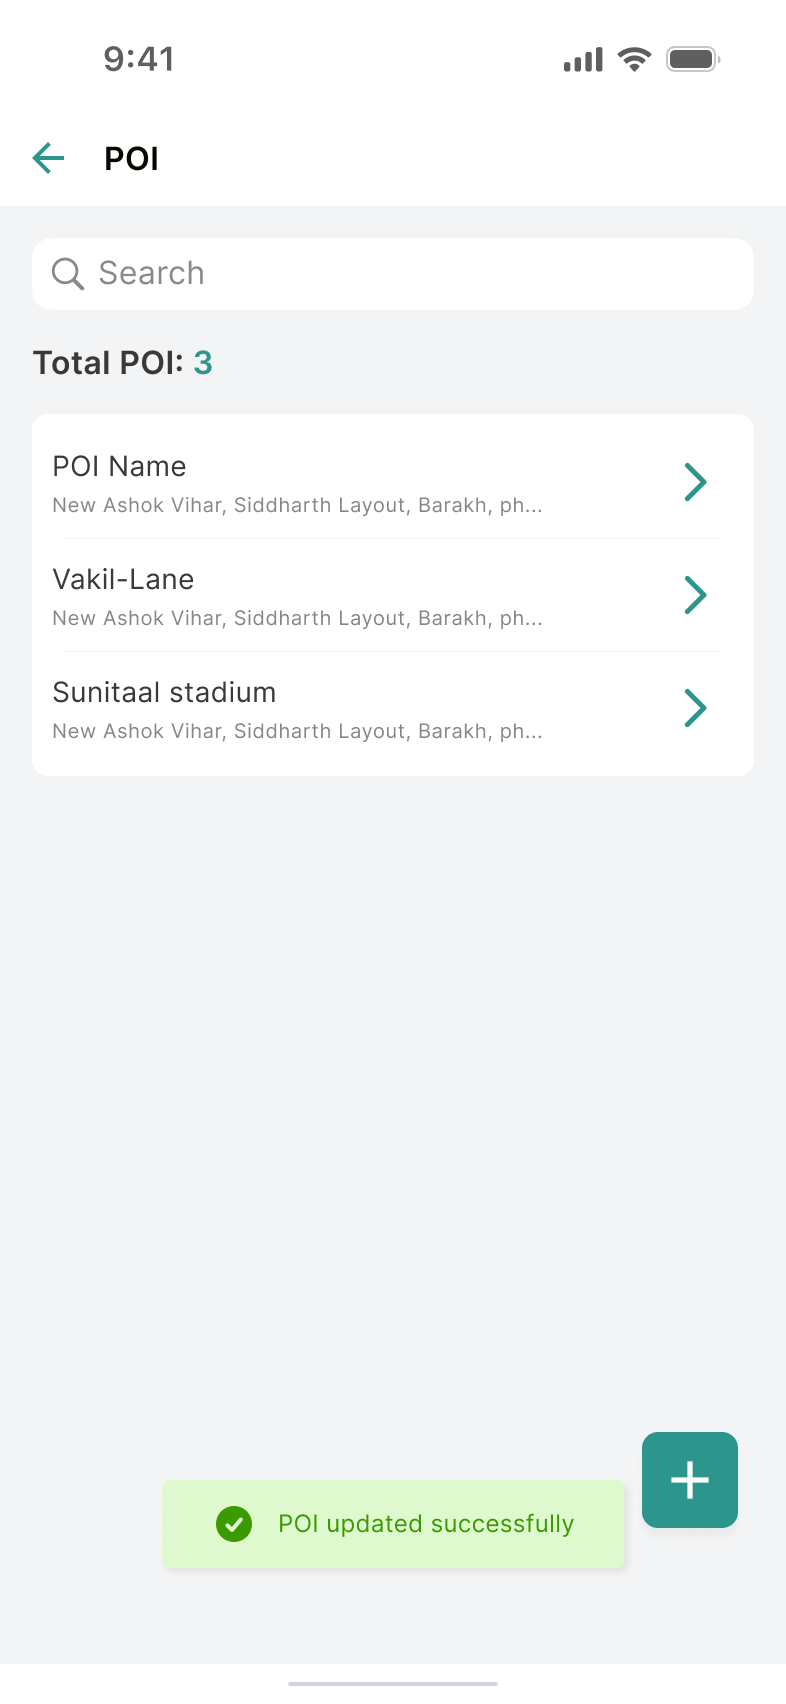 9:41
POI
Search
Total POI: 3
POI Name
New Ashok Vihar, Siddharth Layout, Barakh, ph...
Vakil-Lane
New Ashok Vihar, Siddharth Layout, Barakh, ph...
Sunitaal stadium
New Ashok Vihar, Siddharth Layout, Barakh, ph...
POI updated successfully